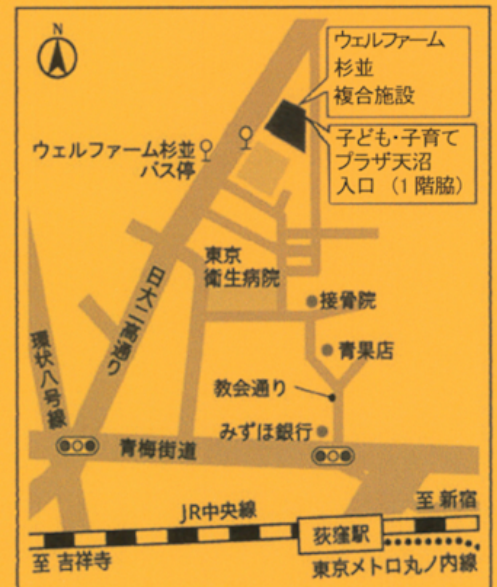 N
ウェルファーム
杉並
複合施設
子ども・子育て
プラザ天沼
入口 （1階脇）
ウェルファーム杉並
バス停
東京
衛生病院
日大二高通り
接骨院
環状八号線
青果店
教会通り
みずほ銀行
青梅街道
JR中央線
至 新宿
荻窪駅
至 吉祥寺
東京メトロ丸ノ内線